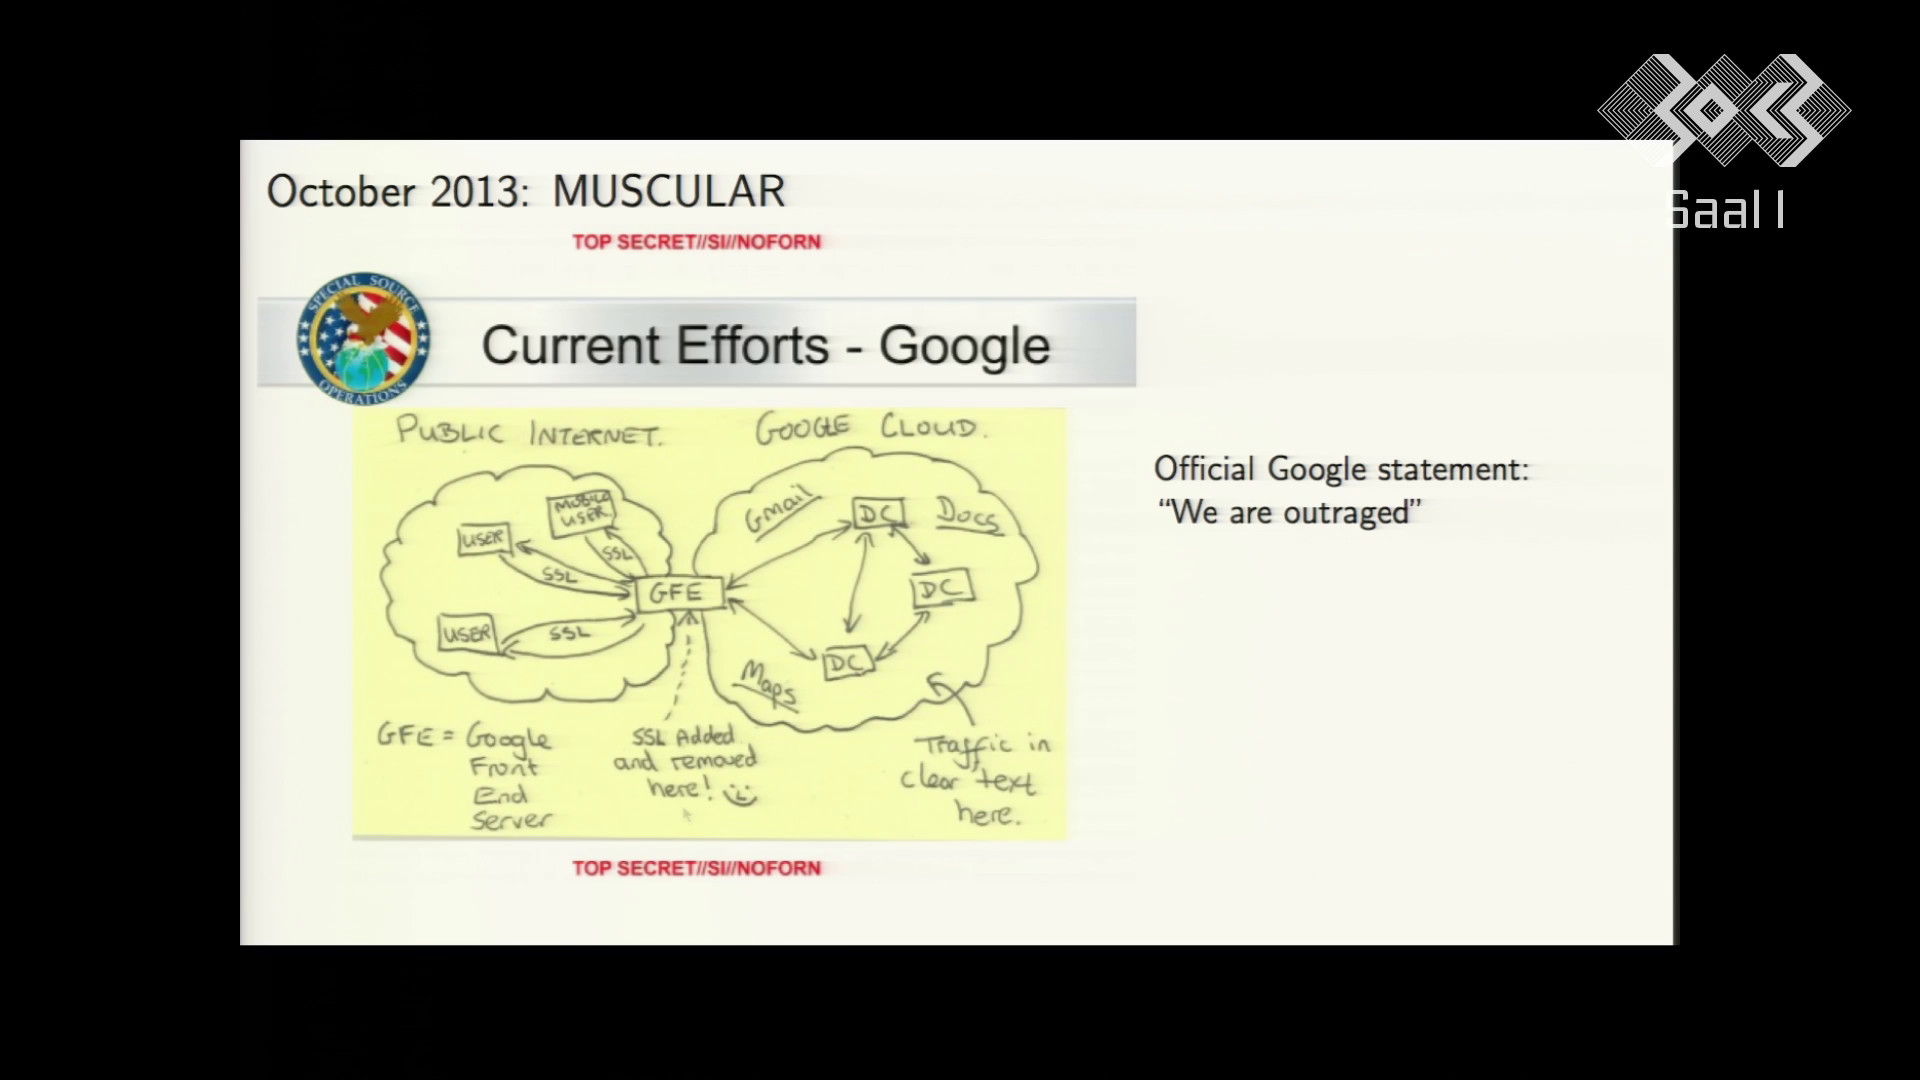 30C3
Saal 1
October 2013: MUSCULAR
TOP SECRET//SI//NOFORN
SPECIAL SOURCE
OPERATIONS
Current Efforts - Google
PUBLIC INTERNET.
GOOGLE CLOUD.
MOBILE
USER
USER
SSL
SSL
Gmail
DC
Docs
GFE
DC
USER
SSL
DC
Maps
GFE = Google
Front
End
Server
SSL Added
and removed
here!
Traffic in
clear text
here.
TOP SECRET//SI//NOFORN
Official Google statement:
“We are outraged”